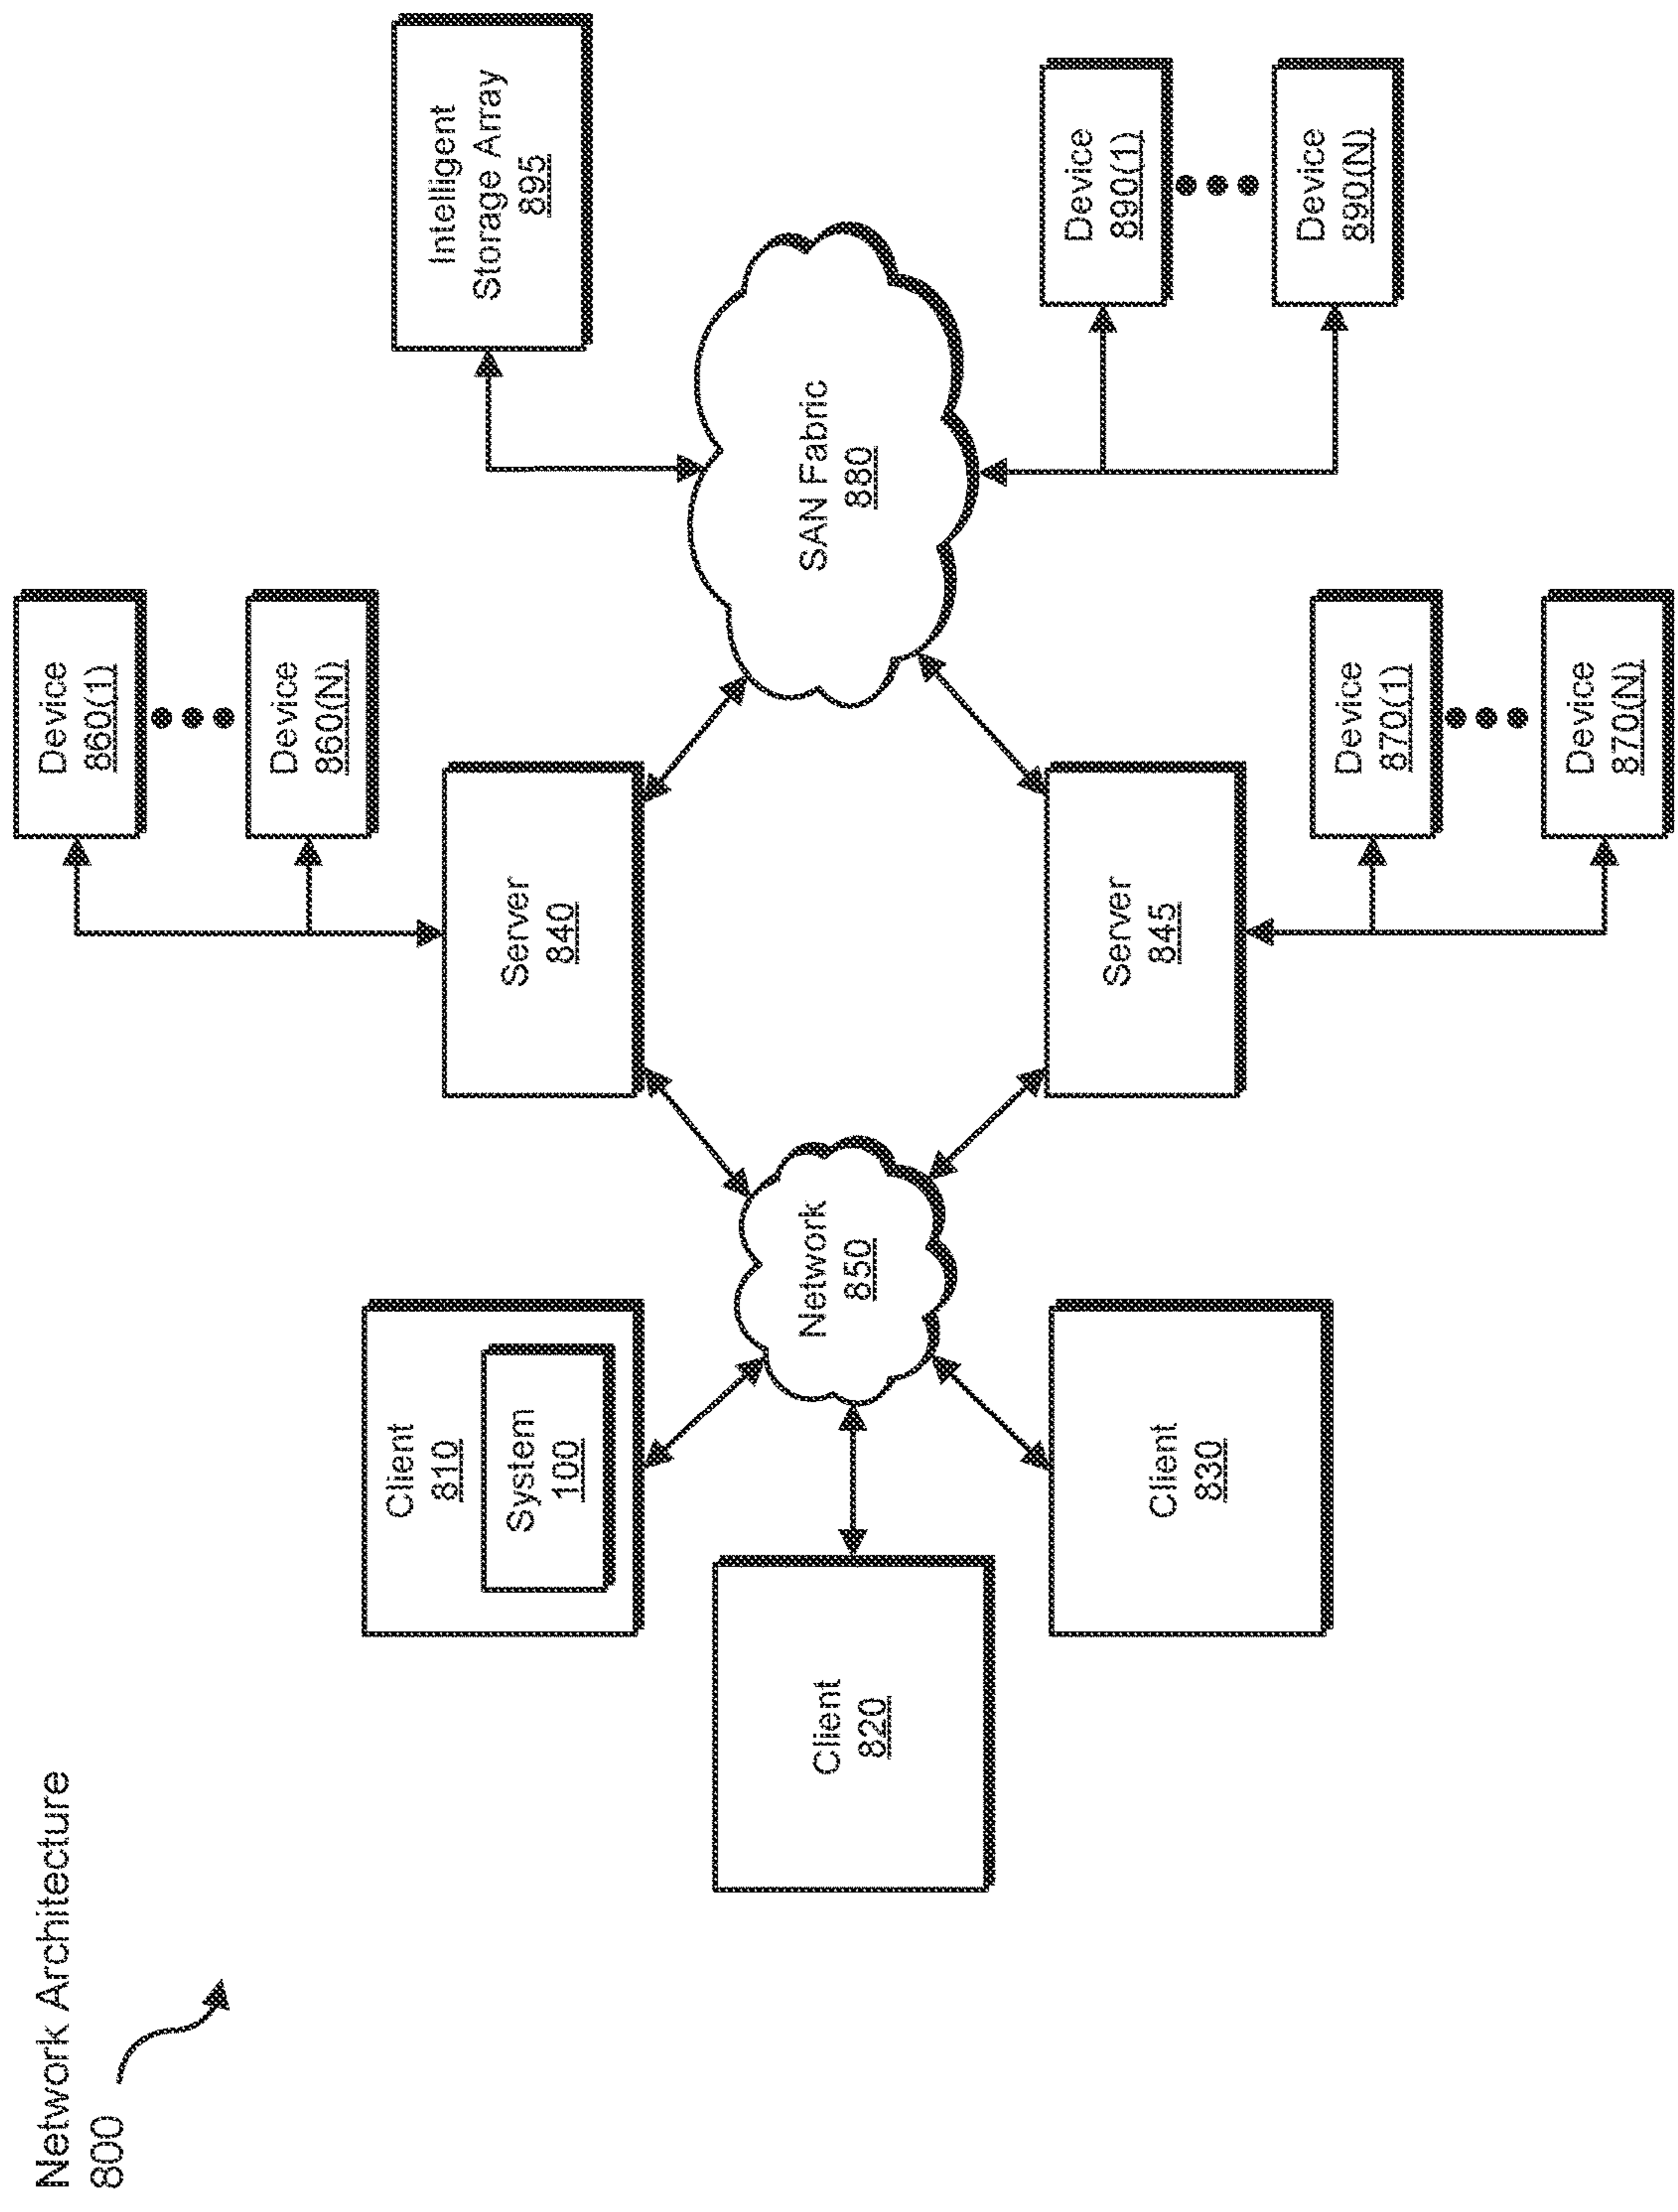 Network Architecture
800
Client
810
System
100
Client
820
Client
830
Network
850
Device
860(1)
Device
860(N)
Server
840
Server
845
Device
870(1)
Device
870(N)
SAN Fabric
880
Intelligent
Storage Array
895
Device
890(1)
Device
890(N)